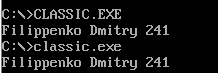 C:\>CLASSIC.EXE
Filippenko Dmitry 241
C:\>classic.exe
Filippenko Dmitry 241